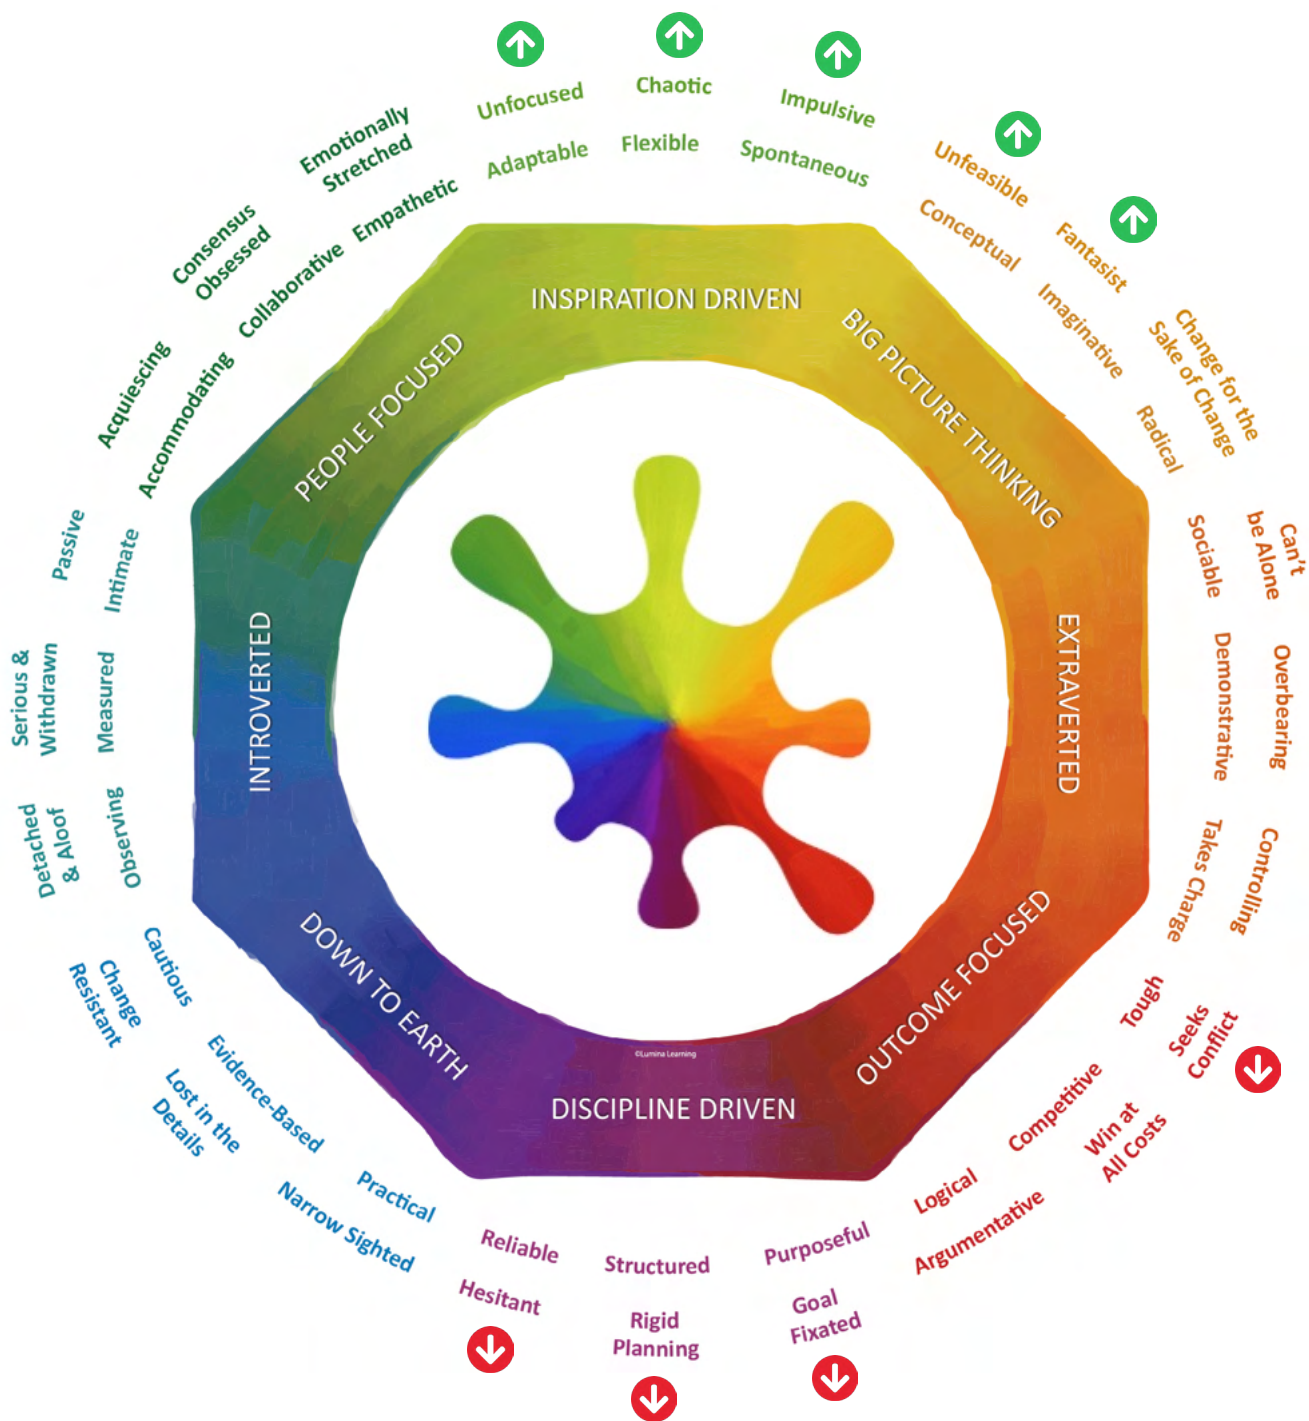 Unfocused
Adaptable
Chaotic
Flexible
Impulsive
Spontaneous
Unfeasible
Conceptual
Fantasist
Imaginative
Change for the
Sake of Change
Radical
Can't
be Alone
Sociable
Overbearing
Demonstrative
Controlling
Takes Charge
Seeks
Conflict
Tough
Win at
All Costs
Competitive
Argumentative
Logical
Goal
Fixated
Purposeful
Rigid
Planning
Structured
Hesitant
Reliable
Narrow Sighted
Practical
Lost in the
Details
Evidence-Based
Change
Resistant
Cautious
Detached
& Aloof
Observing
Serious &
Withdrawn
Measured
Passive
Intimate
Acquiescing
Accommodating
Consensus
Obsessed
Collaborative
Emotionally
Stretched
Empathetic
INSPIRATION DRIVEN
BIG PICTURE THINKING
EXTRAVERTED
OUTCOME FOCUSED
DISCIPLINE DRIVEN
DOWN TO EARTH
INTROVERTED
PEOPLE FOCUSED
©Lumina Learning